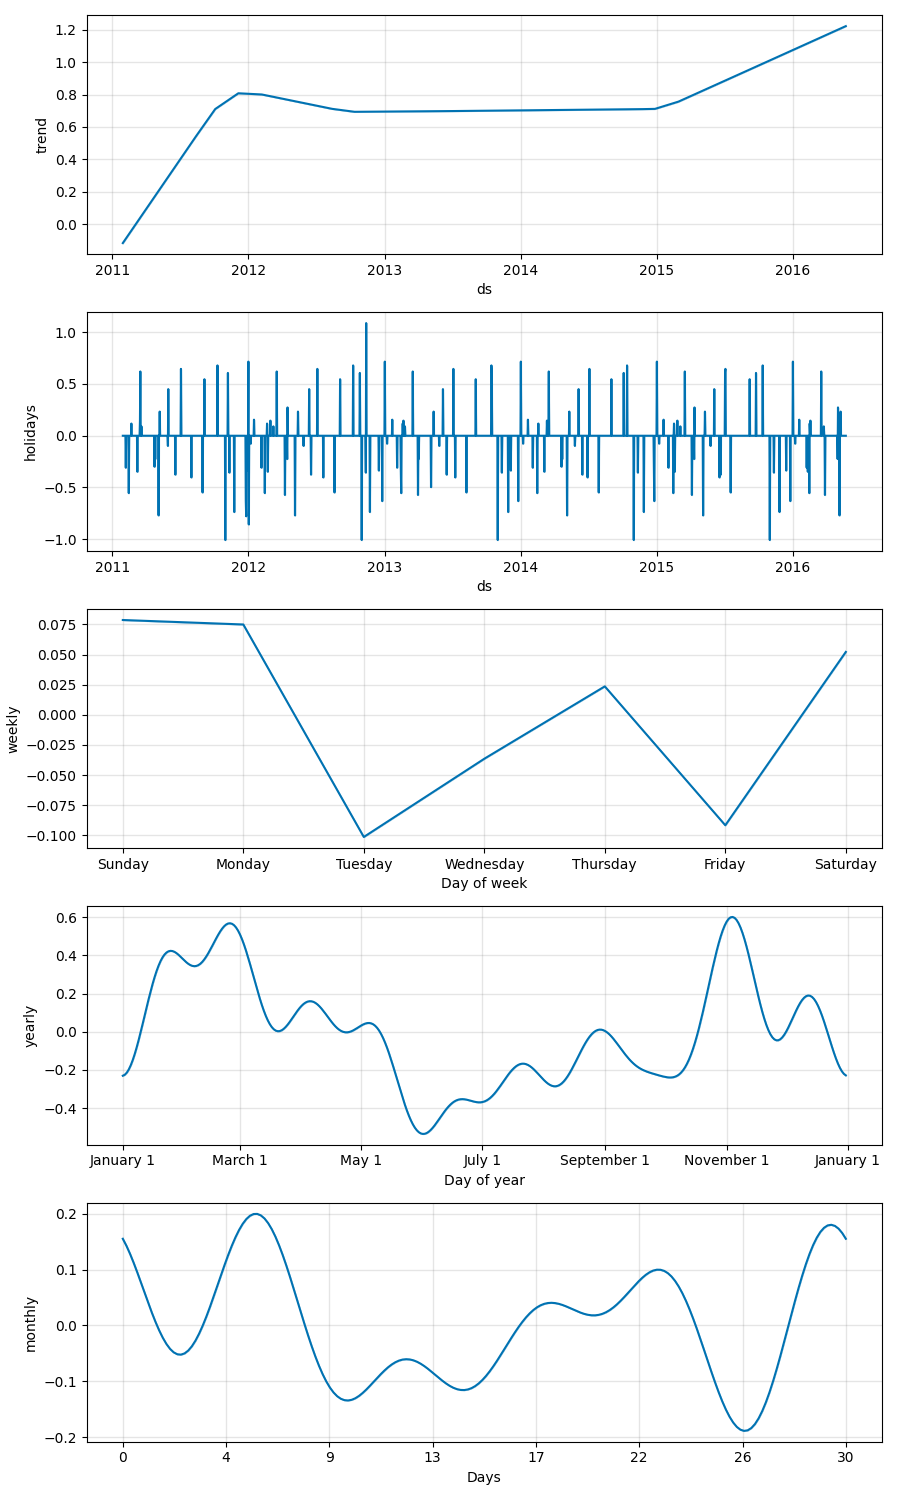 1.2
1.0
0.8
0.6
0.4
0.2
0.0
trend
2011 2012 2013 2014 2015 2016
ds
1.0
0.5
0.0
−0.5
−1.0
holidays
2011 2012 2013 2014 2015 2016
ds
0.075
0.050
0.025
0.000
−0.025
−0.050
−0.075
−0.100
weekly
Sunday Monday Tuesday Wednesday Thursday Friday Saturday
Day of week
0.6
0.4
0.2
0.0
−0.2
−0.4
yearly
January 1 March 1 May 1 July 1 September 1 November 1 January 1
Day of year
0.2
0.1
0.0
−0.1
−0.2
monthly
0 4 9 13 17 22 26 30
Days